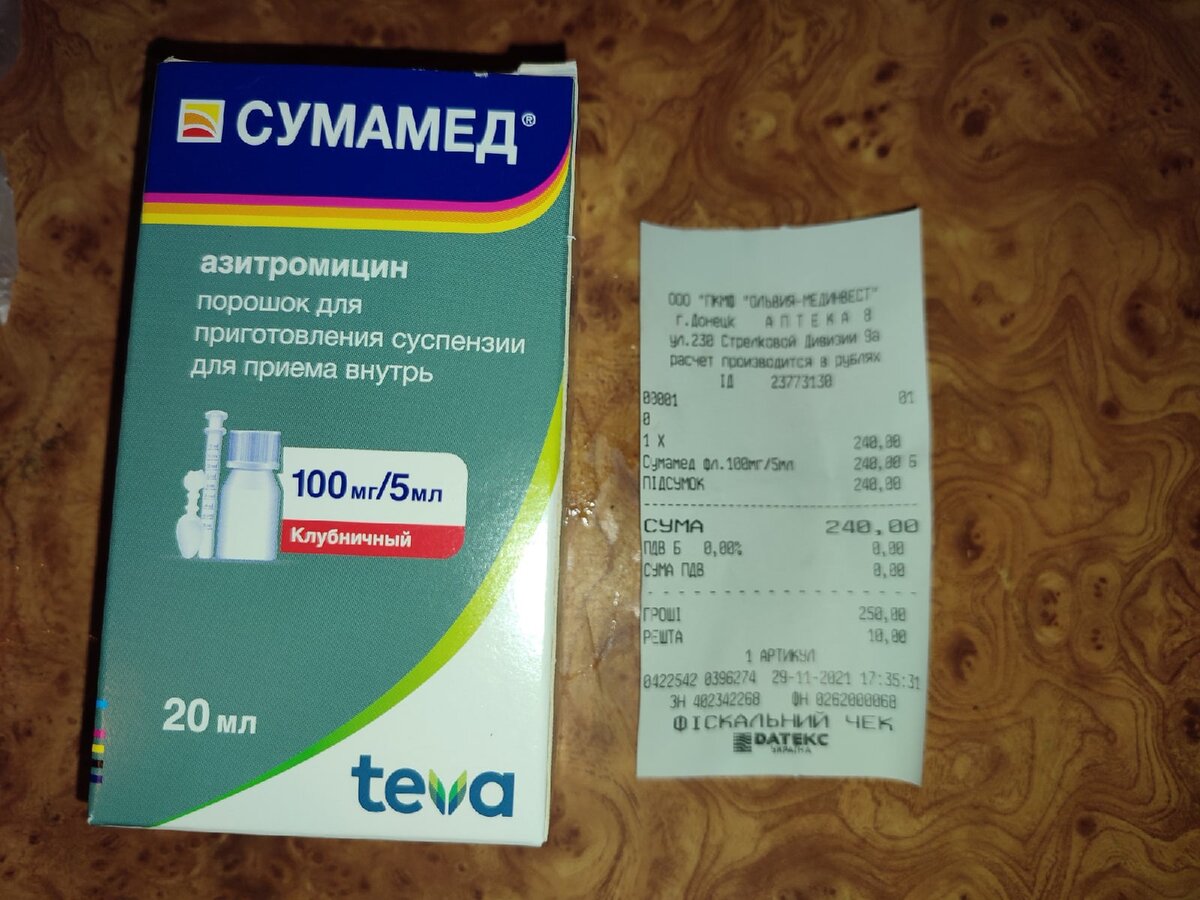 СУМАМЕД®
азитромицин
порошок для
приготовления суспензии
для приема внутрь
100 мг/5 мл
Клубничный
20 мл
teva
ООО "ПКМФ "ОЛЬВИЯ-МЕДИНВЕСТ"
г.Донецк АПТЕКА 8
ул.230 Стрелковой Дивизии 9а
расчет производится в рублях
ІД 23773130
00001 01
0
1 X 240,00
Сумамед фл.100мг/5мл 240,00 Б
ПІДСУМОК 240,00
СУМА 240,00
ПДВ Б 0,00% 0,00
СУМА ПДВ 0,00
ГРОШІ 250,00
РЕШТА 10,00
1 АРТИКУЛ
0422542 0396274 29-11-2021 17:35:31
ЗН 402342268 ФН 0262000060
ФІСКАЛЬНИЙ ЧЕК
DАТЕКС
УКРАЇНА